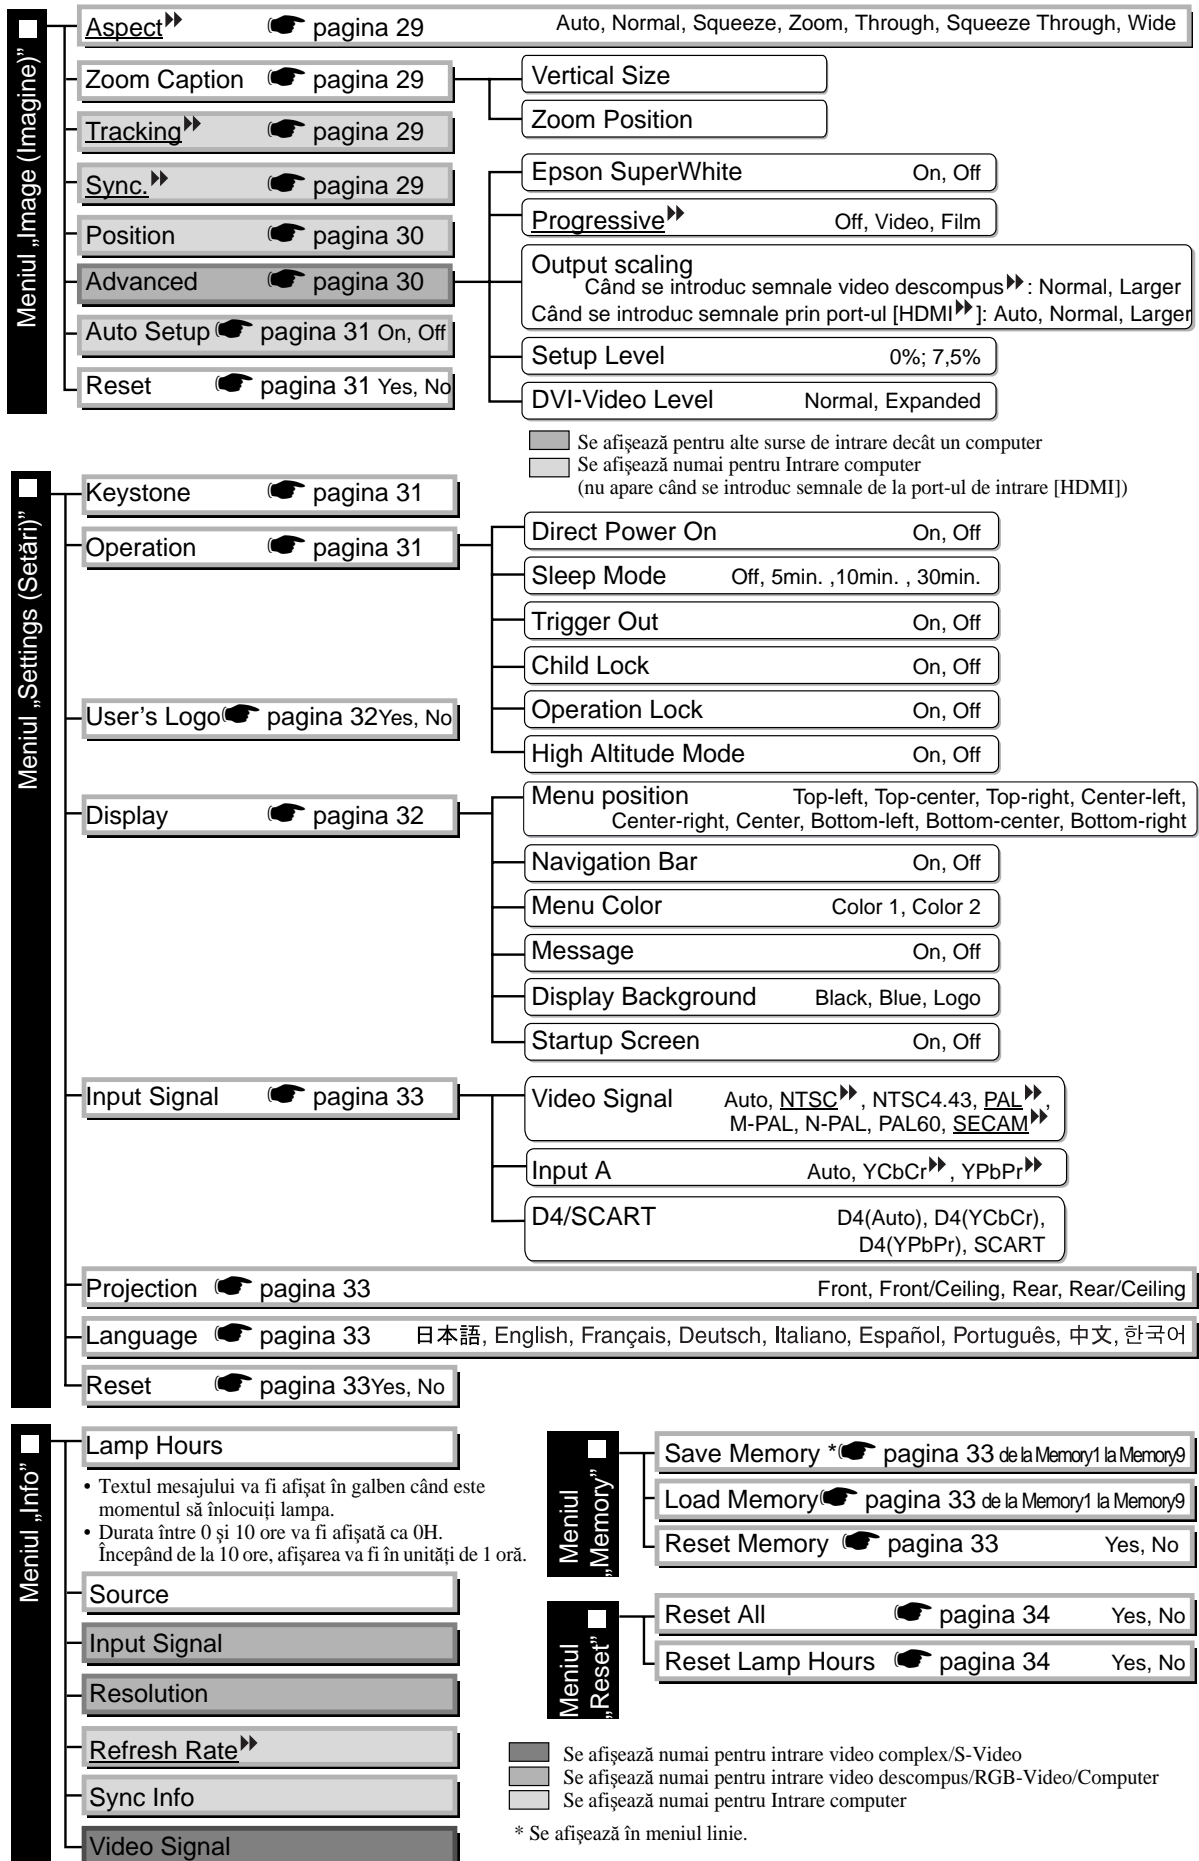 Meniul „Image (Imagine)”
Aspect pagina 29 Auto, Normal, Squeeze, Zoom, Through, Squeeze Through, Wide
Zoom Caption pagina 29
Vertical Size
Zoom Position
Tracking pagina 29
Sync. pagina 29
Position pagina 30
Advanced pagina 30
Epson SuperWhite On, Off
Progressive Off, Video, Film
Output scaling
Când se introduc semnale video descompus : Normal, Larger
Când se introduc semnale prin port-ul [HDMI ]: Auto, Normal, Larger
Setup Level 0%; 7,5%
DVI-Video Level Normal, Expanded
Auto Setup pagina 31 On, Off
Reset pagina 31 Yes, No
Se afişează pentru alte surse de intrare decât un computer
Se afişează numai pentru Intrare computer
(nu apare când se introduc semnale de la port-ul de intrare [HDMI])
Meniul „Settings (Setări)”
Keystone pagina 31
Operation pagina 31
Direct Power On On, Off
Sleep Mode Off, 5min. ,10min. , 30min.
Trigger Out On, Off
Child Lock On, Off
Operation Lock On, Off
High Altitude Mode On, Off
User's Logo pagina 32Yes, No
Display pagina 32
Menu position Top-left, Top-center, Top-right, Center-left,
Center-right, Center, Bottom-left, Bottom-center, Bottom-right
Navigation Bar On, Off
Menu Color Color 1, Color 2
Message On, Off
Display Background Black, Blue, Logo
Startup Screen On, Off
Input Signal pagina 33
Video Signal Auto, NTSC , NTSC4.43, PAL ,
M-PAL, N-PAL, PAL60, SECAM
Input A Auto, YCbCr , YPbPr
D4/SCART D4(Auto), D4(YCbCr),
D4(YPbPr), SCART
Projection pagina 33 Front, Front/Ceiling, Rear, Rear/Ceiling
Language pagina 33 日本語, English, Français, Deutsch, Italiano, Español, Português, 中文, 한국어
Reset pagina 33Yes, No
Meniul „Info”
Lamp Hours
• Textul mesajului va fi afişat în galben când este
momentul să înlocuiţi lampa.
• Durata între 0 şi 10 ore va fi afişată ca 0H.
Începând de la 10 ore, afişarea va fi în unităţi de 1 oră.
Source
Input Signal
Resolution
Refresh Rate
Sync Info
Video Signal
Meniul
„Memory”
Save Memory * pagina 33 de la Memory1 la Memory9
Load Memory pagina 33 de la Memory1 la Memory9
Reset Memory pagina 33 Yes, No
Meniul
„Reset”
Reset All pagina 34 Yes, No
Reset Lamp Hours pagina 34 Yes, No
Se afişează numai pentru intrare video complex/S-Video
Se afişează numai pentru intrare video descompus/RGB-Video/Computer
Se afişează numai pentru Intrare computer
* Se afişează în meniul linie.